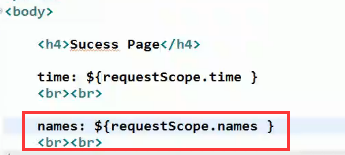 <body>
<h4>Sucess Page</h4>
time: ${requestScope.time }
<br><br>
names: ${requestScope.names }
<br><br>